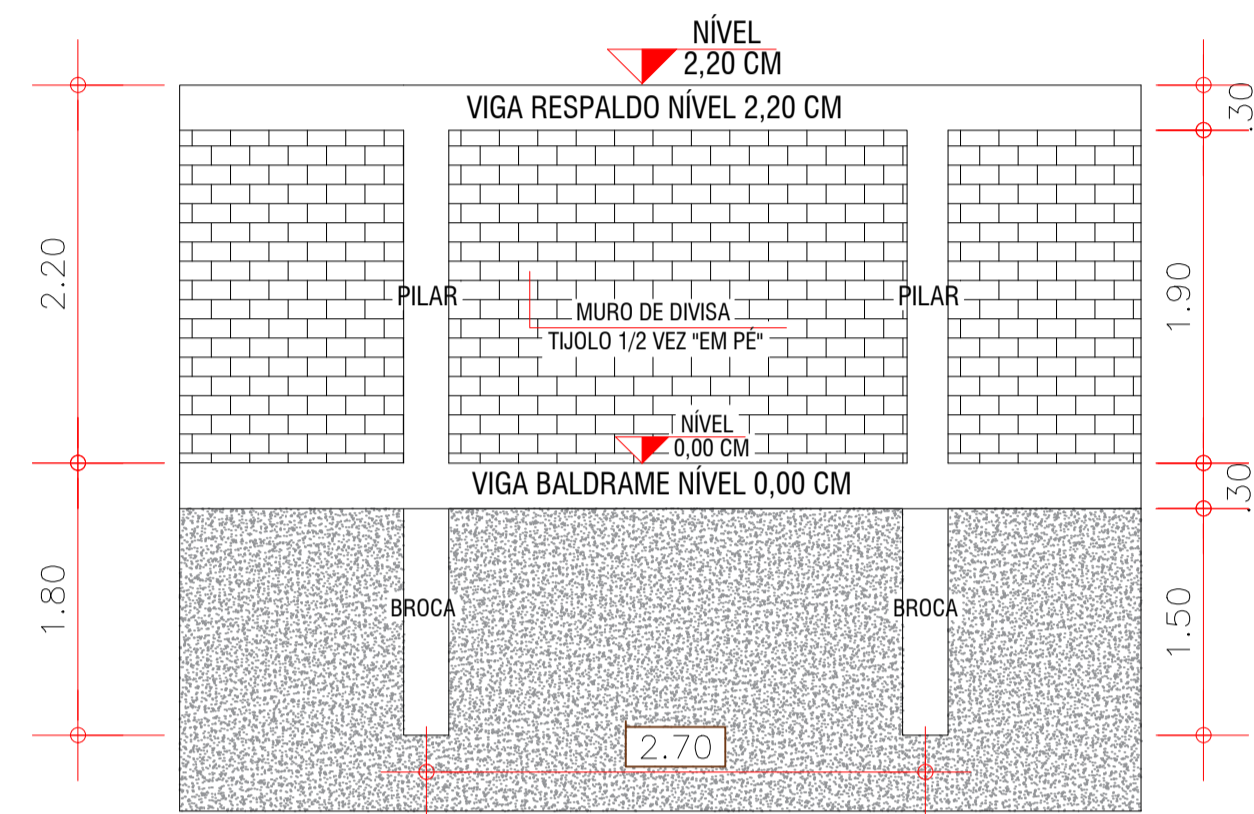 NÍVEL
2,20 CM
VIGA RESPALDO NÍVEL 2,20 CM
.30
2.20
PILAR
PILAR
1.90
MURO DE DIVISA
TIJOLO 1/2 VEZ "EM PÉ"
NÍVEL
0,00 CM
VIGA BALDRAME NÍVEL 0,00 CM
.30
1.80
BROCA
BROCA
1.50
2.70